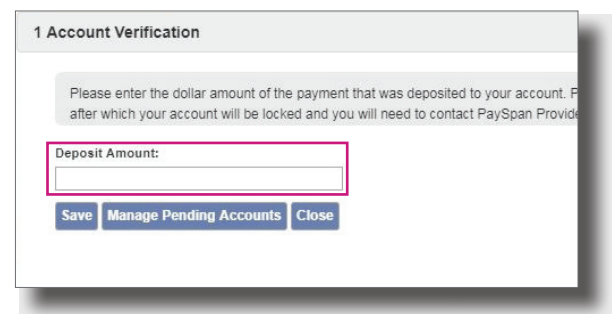 1 Account Verification
Please enter the dollar amount of the payment that was deposited to your account.
after which your account will be locked and you will need to contact PaySpan
Deposit Amount:
Save Manage Pending Accounts Close